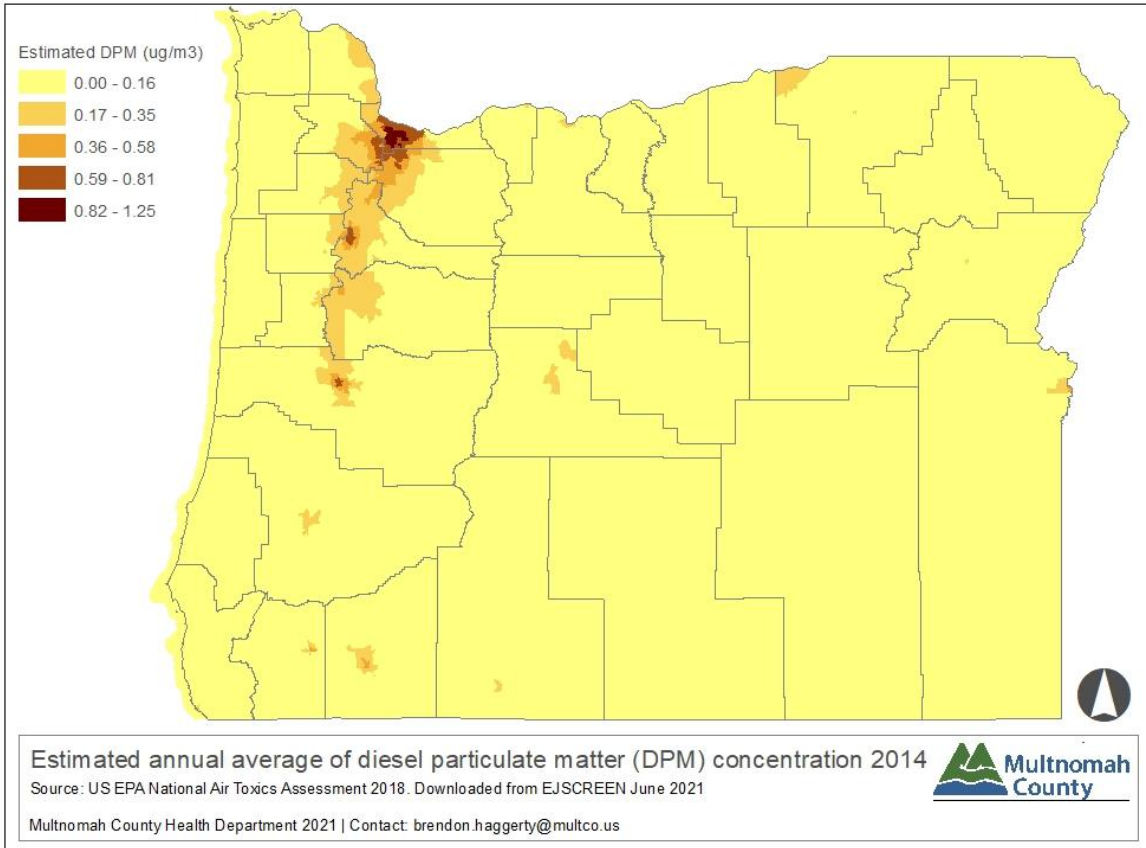 Estimated DPM (ug/m3)
0.00 - 0.16
0.17 - 0.35
0.36 - 0.58
0.59 - 0.81
0.82 - 1.25
Estimated annual average of diesel particulate matter (DPM) concentration 2014
Source: US EPA National Air Toxics Assessment 2018. Downloaded from EJSCREEN June 2021
Multnomah County Health Department 2021 | Contact: brendon.haggerty@multco.us
Multnomah
County